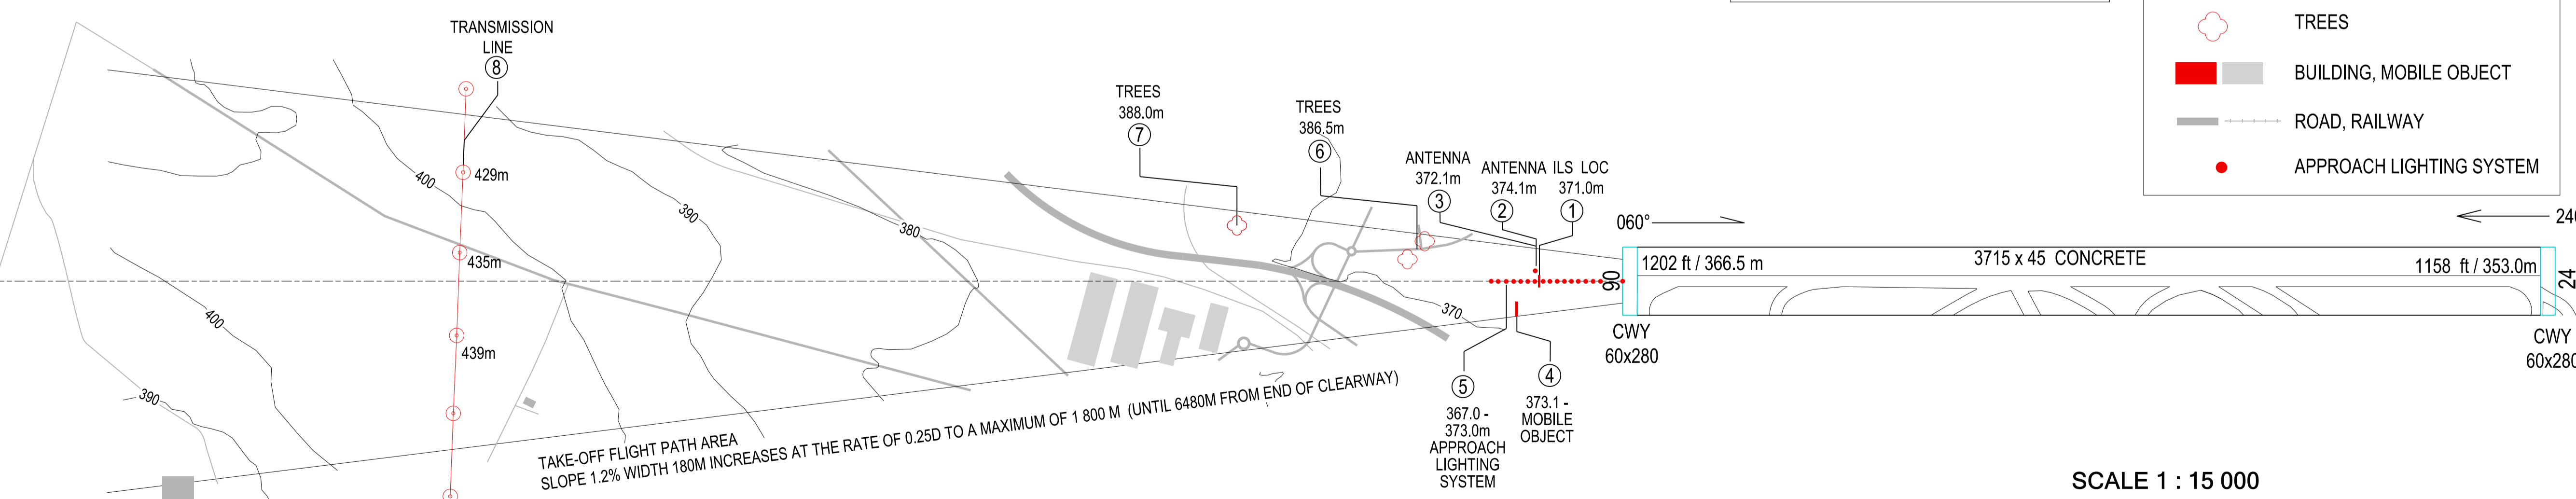 TRANSMISSION
LINE
8
429m
435m
439m
400
400
390
390
380
370
TREES
388.0m
7
TREES
386.5m
6
ANTENNA
372.1m
3
ANTENNA
374.1m
2
ILS LOC
371.0m
1
060°
06
1202 ft / 366.5 m
3715 x 45 CONCRETE
1158 ft / 353.0m
24
CWY
60x280
CWY
60x280
5
367.0 -
373.0m
APPROACH
LIGHTING
SYSTEM
4
373.1 -
MOBILE
OBJECT
TAKE-OFF FLIGHT PATH AREA
SLOPE 1.2% WIDTH 180M INCREASES AT THE RATE OF 0.25D TO A MAXIMUM OF 1 800 M (UNTIL 6480M FROM END OF CLEARWAY)
TREES
BUILDING, MOBILE OBJECT
ROAD, RAILWAY
APPROACH LIGHTING SYSTEM
SCALE 1 : 15 000